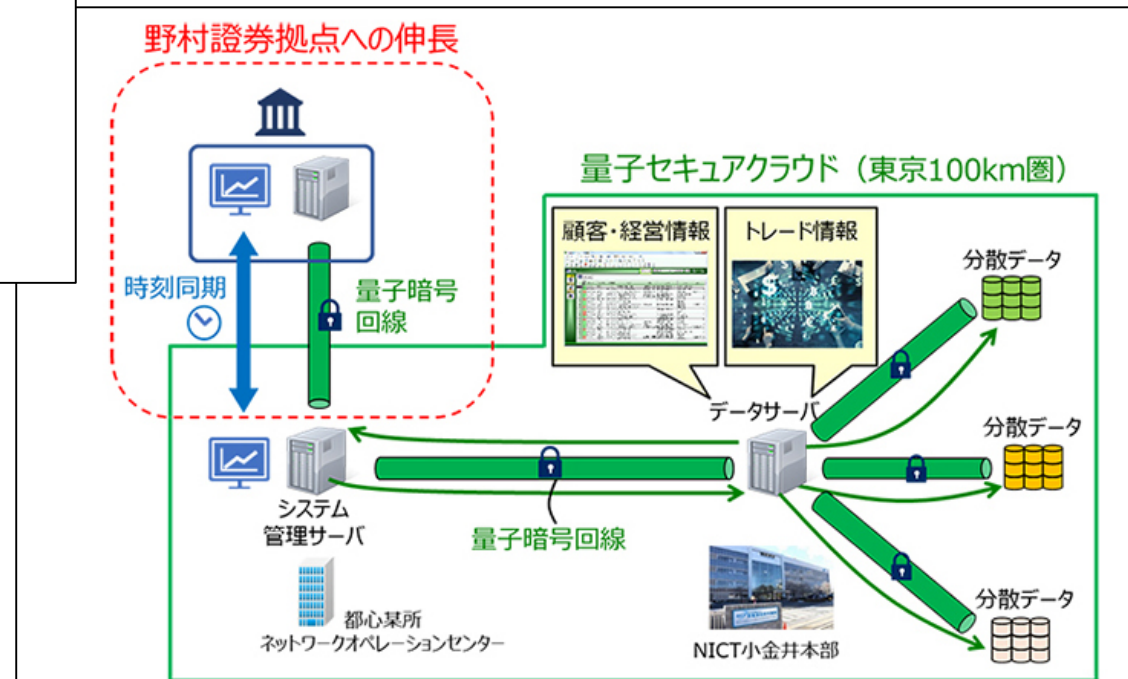 野村證券拠点への伸長
量子セキュアクラウド（東京100km圏）
顧客・経営情報
トレード情報
分散データ
時刻同期
量子暗号
回線
データサーバ
分散データ
システム
管理サーバ
量子暗号回線
分散データ
都心某所
ネットワークオペレーションセンター
NICT小金井本部